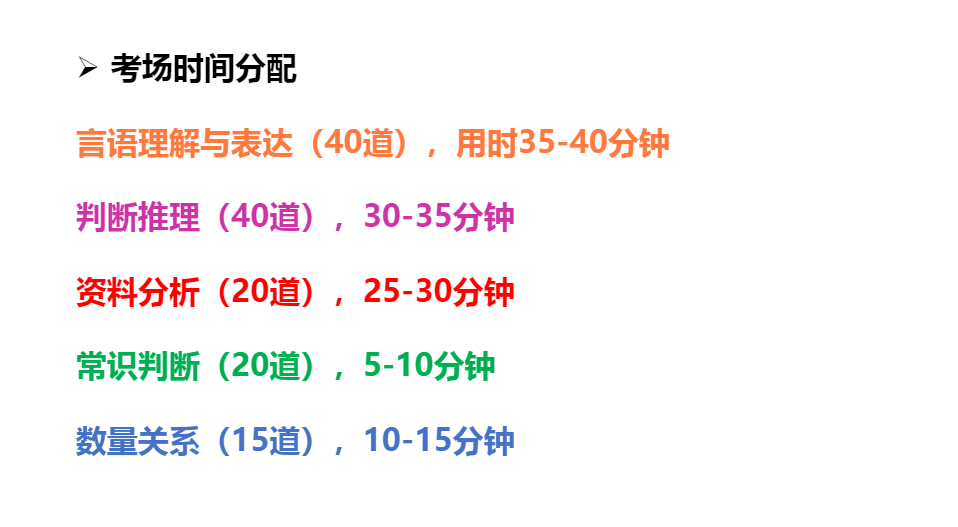 ➢ 考场时间分配
言语理解与表达（40道），用时35-40分钟
判断推理（40道），30-35分钟
资料分析（20道），25-30分钟
常识判断（20道），5-10分钟
数量关系（15道），10-15分钟